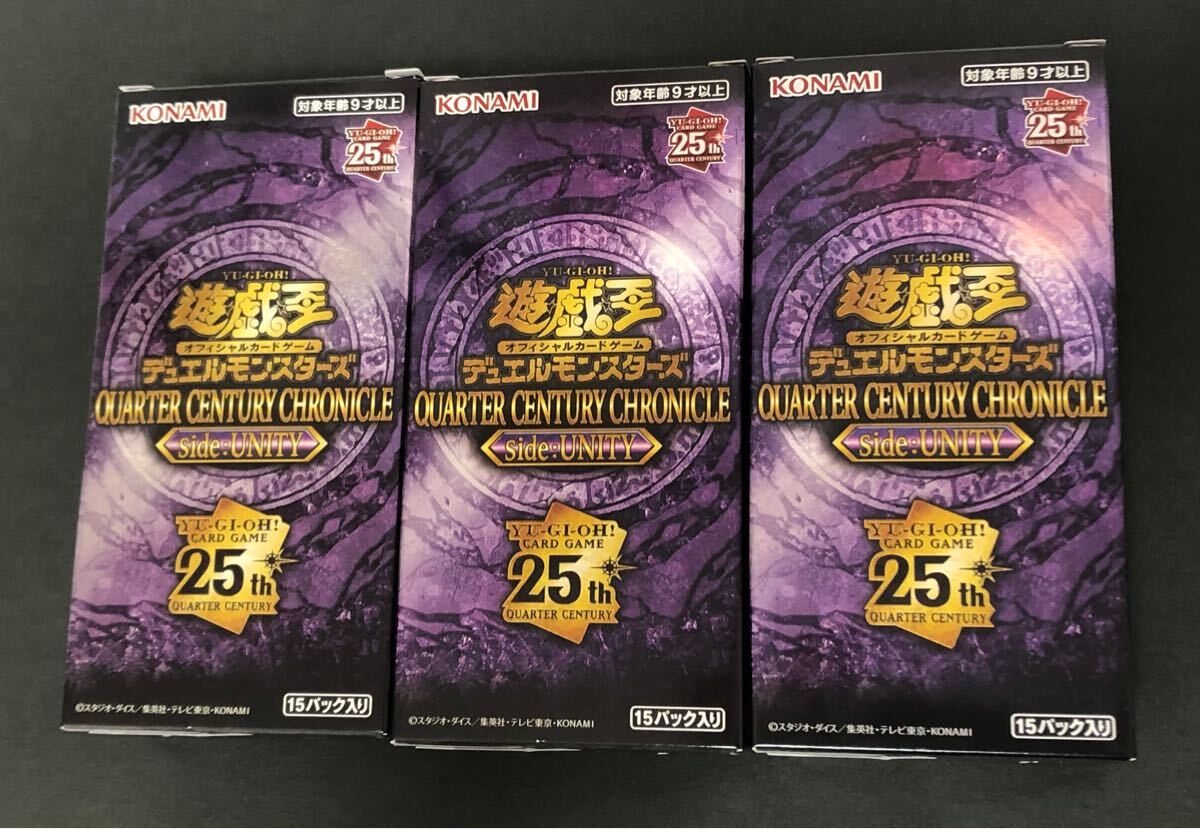 KONAMI
対象年齢9才以上
YU-GI-OH!
CARD GAME
25th
QUARTER CENTURY
YU-GI-OH!
遊戯王
オフィシャルカードゲーム
デュエルモンスターズ
QUARTER CENTURY CHRONICLE
side:UNITY
YU-GI-OH!
CARD GAME
25th
QUARTER CENTURY
©スタジオ・ダイス/集英社・テレビ東京・KONAMI
15パック入り
KONAMI
対象年齢9才以上
YU-GI-OH!
CARD GAME
25th
QUARTER CENTURY
YU-GI-OH!
遊戯王
オフィシャルカードゲーム
デュエルモンスターズ
QUARTER CENTURY CHRONICLE
side:UNITY
YU-GI-OH!
CARD GAME
25th
QUARTER CENTURY
©スタジオ・ダイス/集英社・テレビ東京・KONAMI
15パック入り
KONAMI
対象年齢9才以上
YU-GI-OH!
CARD GAME
25th
QUARTER CENTURY
YU-GI-OH!
遊戯王
オフィシャルカードゲーム
デュエルモンスターズ
QUARTER CENTURY CHRONICLE
side:UNITY
YU-GI-OH!
CARD GAME
25th
QUARTER CENTURY
©スタジオ・ダイス/集英社・テレビ東京・KONAMI
15パック入り